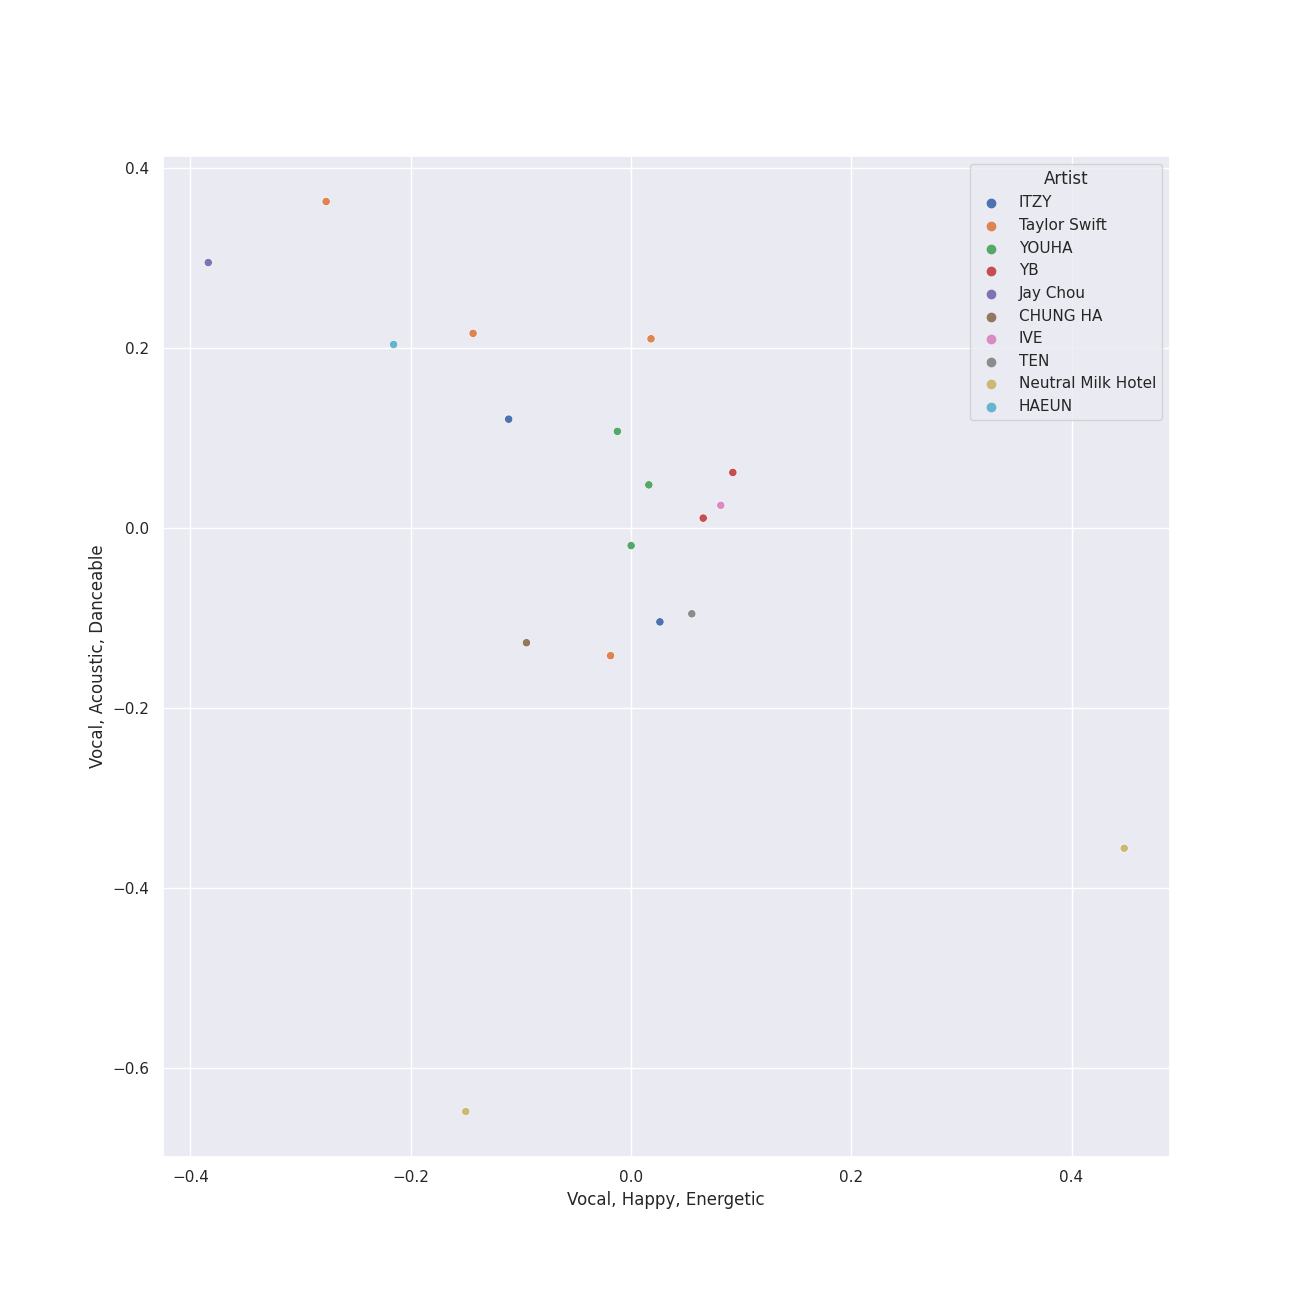 Artist
ITZY
Taylor Swift
YOUHA
YB
Jay Chou
CHUNG HA
IVE
TEN
Neutral Milk Hotel
HAEUN
0.4
0.2
0.0
−0.2
−0.4
−0.6
Vocal, Acoustic, Danceable
−0.4
−0.2
0.0
0.2
0.4
Vocal, Happy, Energetic